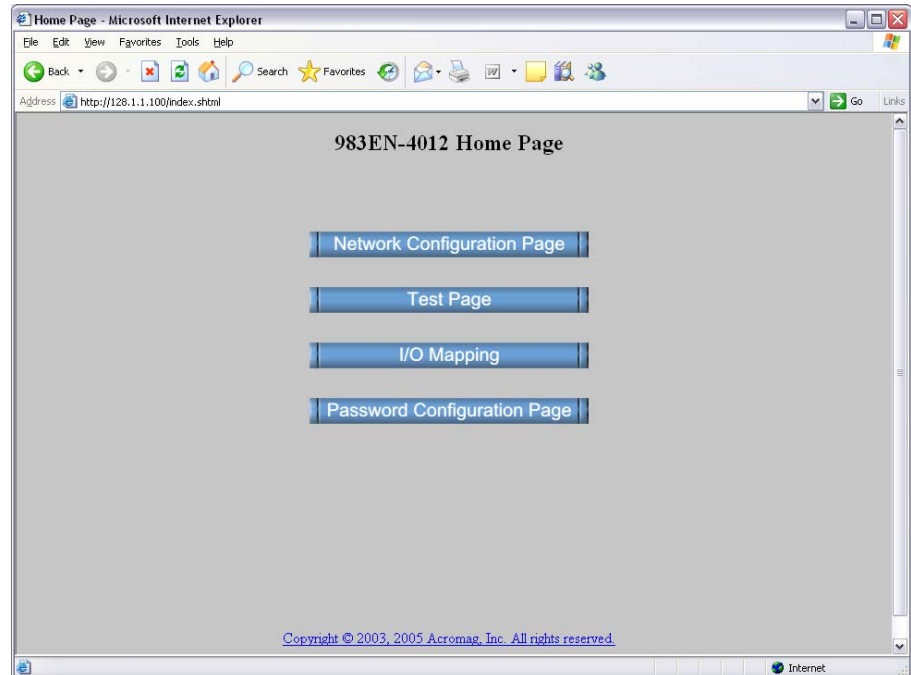 Home Page - Microsoft Internet Explorer
File Edit View Favorites Tools Help
Back Search Favorites
Address http://128.1.1.100/index.shtml Go Links
983EN-4012 Home Page
Network Configuration Page
Test Page
I/O Mapping
Password Configuration Page
Copyright © 2003, 2005 Acromag, Inc. All rights reserved.
Internet